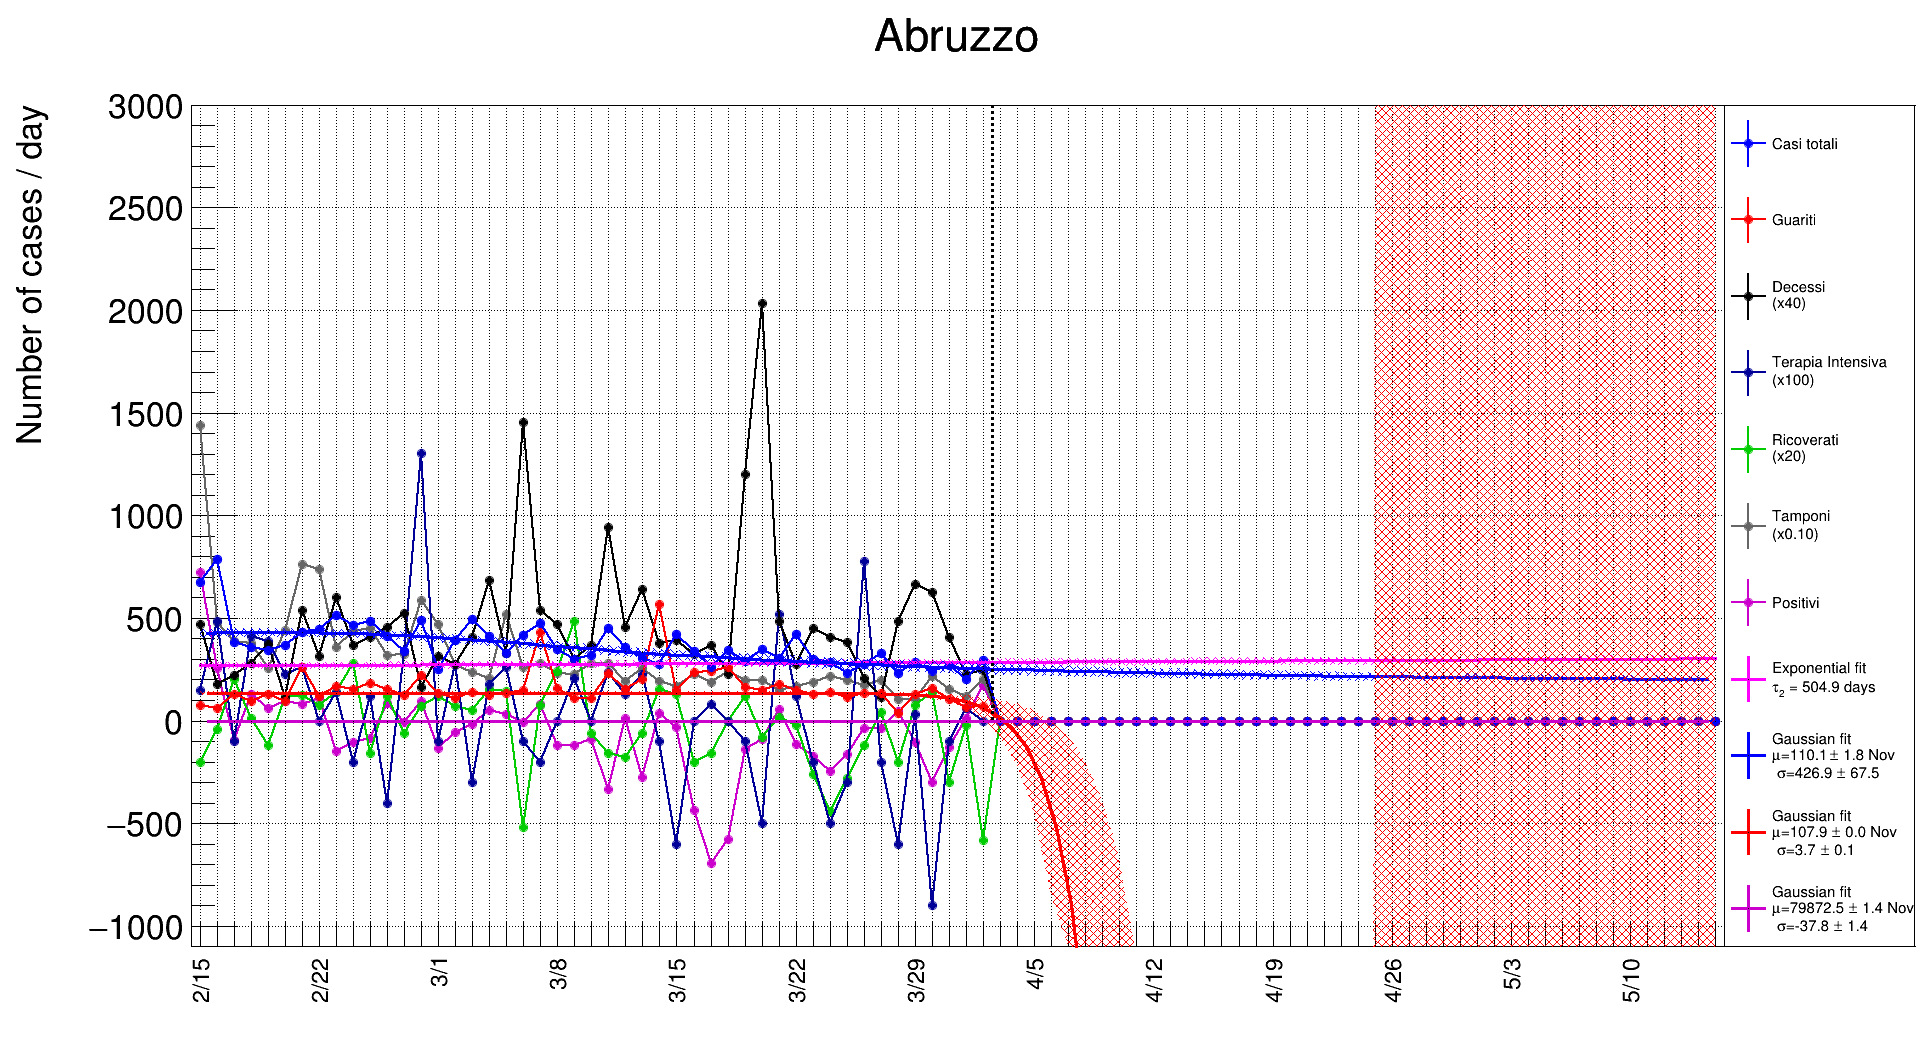 Abruzzo
Number of cases / day
3000
2500
2000
1500
1000
500
0
−500
−1000
2/15
2/22
3/1
3/8
3/15
3/22
3/29
4/5
4/12
4/19
4/26
5/3
5/10
Casi totali
Guariti
Decessi
(x40)
Terapia Intensiva
(x100)
Ricoverati
(x20)
Tamponi
(x0.10)
Positivi
Exponential fit
τ2 = 504.9 days
Gaussian fit
μ=110.1 ± 1.8 Nov
σ=426.9 ± 67.5
Gaussian fit
μ=107.9 ± 0.0 Nov
σ=3.7 ± 0.1
Gaussian fit
μ=79872.5 ± 1.4 Nov
σ=-37.8 ± 1.4